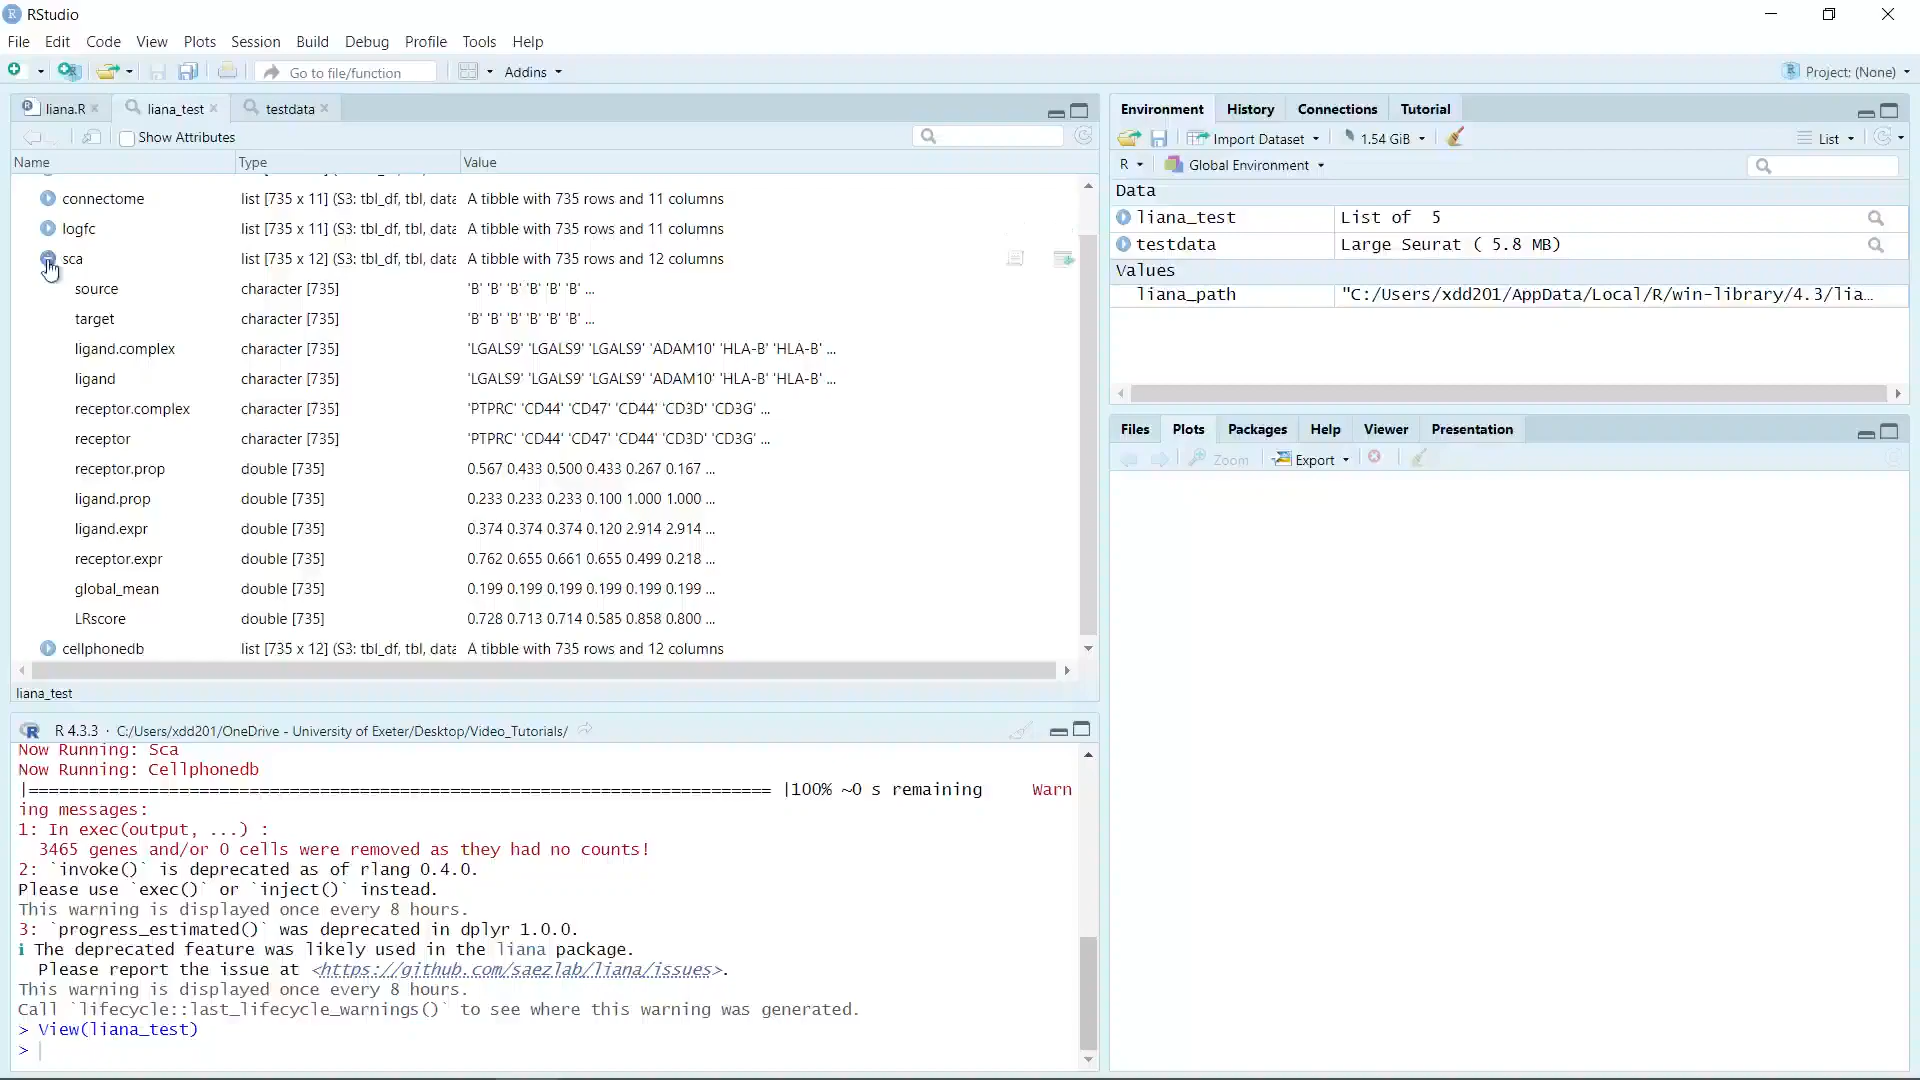 RStudio
File Edit Code View Plots Session Build Debug Profile Tools Help
Go to file/function Addins Project: (None)
liana.R liana_test testdata
Show Attributes
Name Type Value
connectome list [735 x 11] (S3: tbl_df, tbl, data A tibble with 735 rows and 11 columns
logfc list [735 x 11] (S3: tbl_df, tbl, data A tibble with 735 rows and 11 columns
sca list [735 x 12] (S3: tbl_df, tbl, data A tibble with 735 rows and 12 columns
source character [735] 'B' 'B' 'B' 'B' 'B' 'B' ...
target character [735] 'B' 'B' 'B' 'B' 'B' 'B' ...
ligand.complex character [735] 'LGALS9' 'LGALS9' 'LGALS9' 'ADAM10' 'HLA-B' 'HLA-B' ...
ligand character [735] 'LGALS9' 'LGALS9' 'LGALS9' 'ADAM10' 'HLA-B' 'HLA-B' ...
receptor.complex character [735] 'PTPRC' 'CD44' 'CD47' 'CD44' 'CD3D' 'CD3G' ...
receptor character [735] 'PTPRC' 'CD44' 'CD47' 'CD44' 'CD3D' 'CD3G' ...
receptor.prop double [735] 0.567 0.433 0.500 0.433 0.267 0.167 ...
ligand.prop double [735] 0.233 0.233 0.233 0.100 1.000 1.000 ...
ligand.expr double [735] 0.374 0.374 0.374 0.120 2.914 2.914 ...
receptor.expr double [735] 0.762 0.655 0.661 0.655 0.499 0.218 ...
global_mean double [735] 0.199 0.199 0.199 0.199 0.199 0.199 ...
LRscore double [735] 0.728 0.713 0.714 0.585 0.858 0.800 ...
cellphonedb list [735 x 12] (S3: tbl_df, tbl, data A tibble with 735 rows and 12 columns
liana_test
R 4.3.3 · C:/Users/xdd201/OneDrive - University of Exeter/Desktop/Video_Tutorials/
Now Running: Sca
Now Running: Cellphonedb
|======================================================================= |100% ~0 s remaining Warn
ing messages:
1: In exec(output, ...) :
3465 genes and/or 0 cells were removed as they had no counts!
2: `invoke()` is deprecated as of rlang 0.4.0.
Please use `exec()` or `inject()` instead.
This warning is displayed once every 8 hours.
3: `progress_estimated()` was deprecated in dplyr 1.0.0.
i The deprecated feature was likely used in the liana package.
Please report the issue at <https://github.com/saezlab/liana/issues>.
This warning is displayed once every 8 hours.
Call `lifecycle::last_lifecycle_warnings()` to see where this warning was generated.
> View(liana_test)
>
Environment History Connections Tutorial
Import Dataset 1.54 GiB List
R Global Environment
Data
liana_test List of 5
testdata Large Seurat ( 5.8 MB)
Values
liana_path "C:/Users/xdd201/AppData/Local/R/win-library/4.3/lia…
Files Plots Packages Help Viewer Presentation
Zoom Export